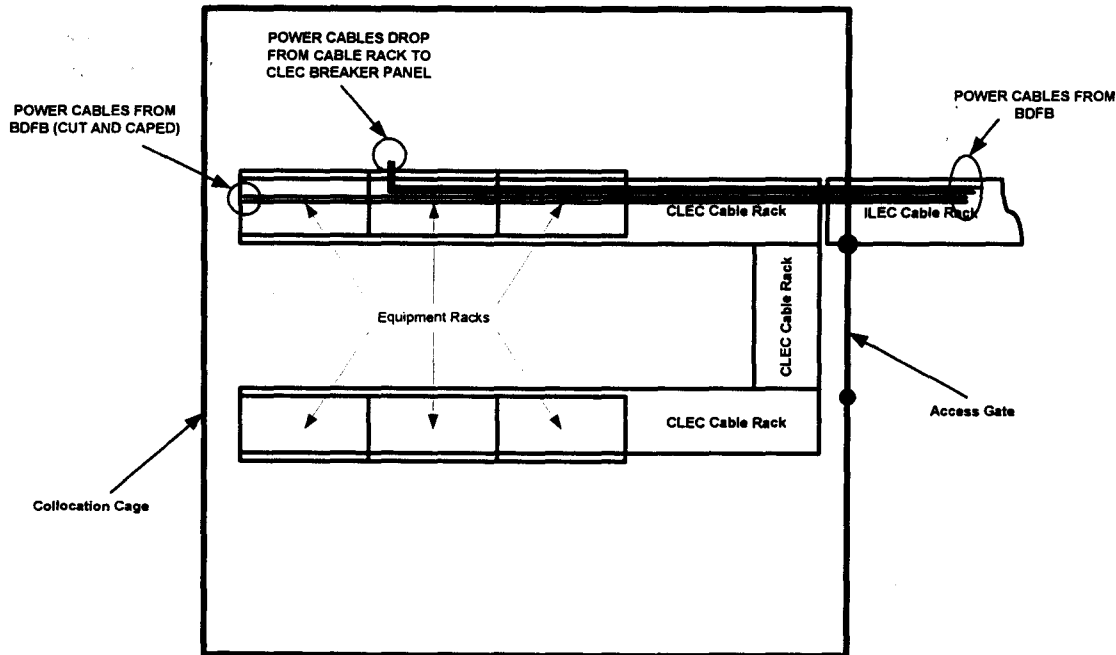 POWER CABLES DROP
FROM CABLE RACK TO
CLEC BREAKER PANEL
POWER CABLES FROM
BDFB (CUT AND CAPED)
POWER CABLES FROM
BDFB
CLEC Cable Rack
ILEC Cable Rack
CLEC Cable Rack
Equipment Racks
CLEC Cable Rack
Access Gate
Collocation Cage